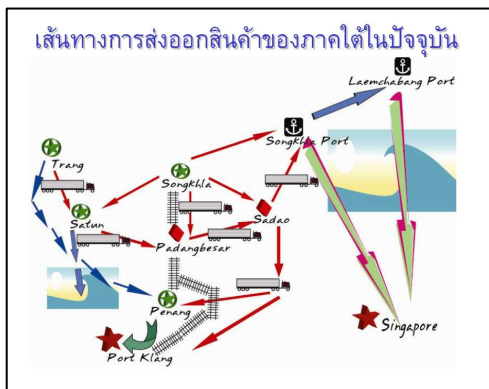 เส้นทางการส่งออกสินค้าของภาคใต้ในปัจจุบัน
Laemchabang Port
Songkhla Port
Trang
Songkhla
Satun
Sadao
Padangbesar
Penang
Port Klang
Singapore